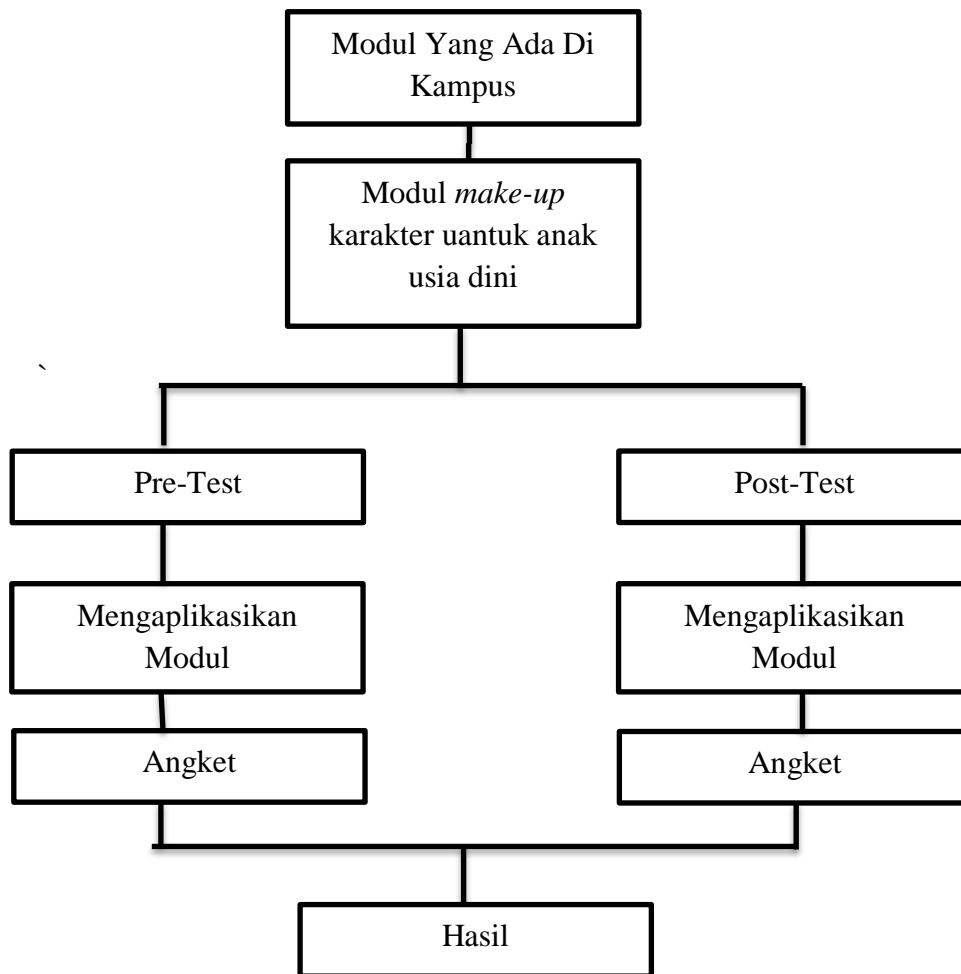 Modul Yang Ada Di
Kampus
Modul make-up
karakter uantuk anak
usia dini
`
Pre-Test
Post-Test
Mengaplikasikan
Modul
Mengaplikasikan
Modul
Angket
Angket
Hasil